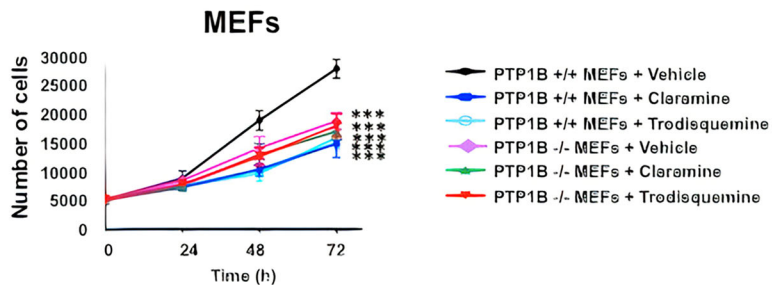 MEFs
Number of cells
30000
25000
20000
15000
10000
5000
0
0 24 48 72
Time (h)
***
***
***
***
***
PTP1B +/+ MEFs + Vehicle
PTP1B +/+ MEFs + Claramine
PTP1B +/+ MEFs + Trodisquemine
PTP1B -/- MEFs + Vehicle
PTP1B -/- MEFs + Claramine
PTP1B -/- MEFs + Trodisquemine